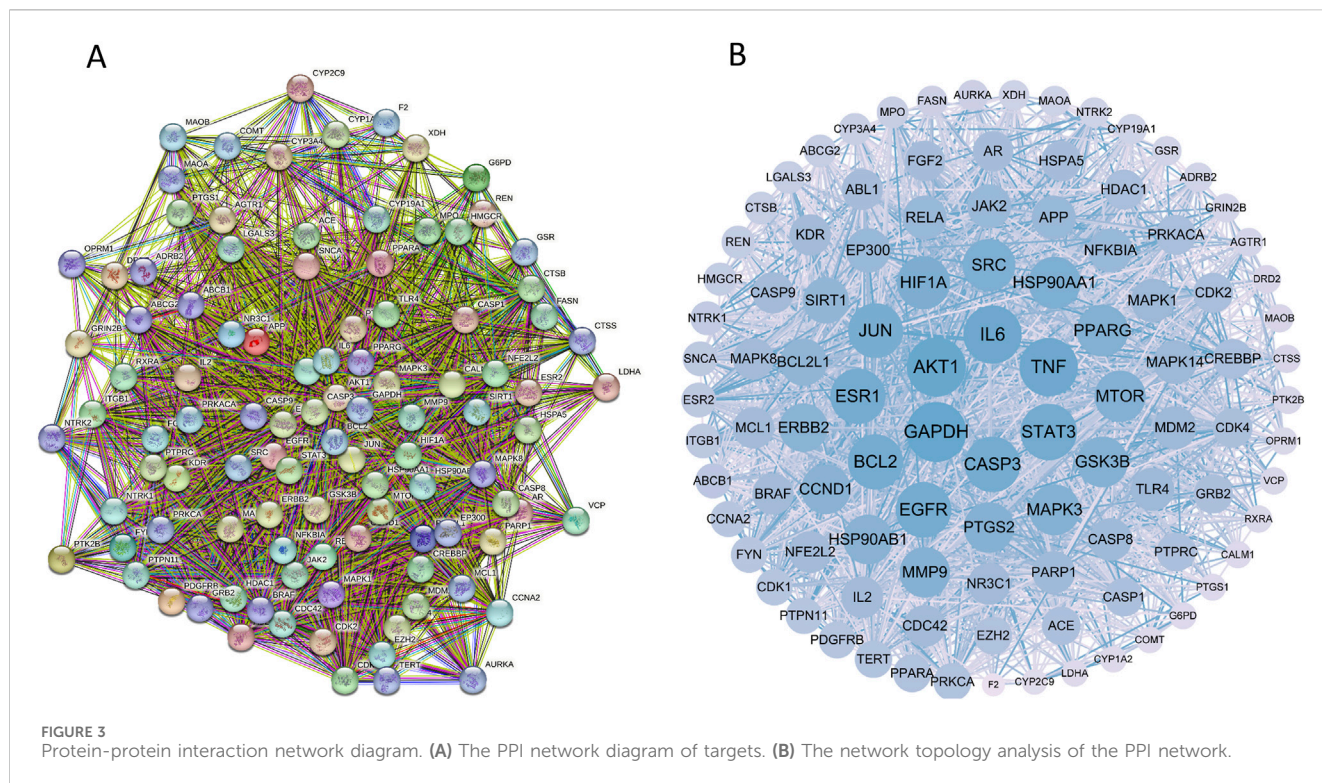 A
CYP2C9
F2
MAOB
COMT
CYP1A
CYP3A4
XDH
MAOA
G6PD
PTGS1
AGTR1
REN
ACE
CYP19A1
MPO
HMGCR
LGALS3
GSR
OPRM1
SNCA
PPARA
ADRB2
CTSB
ABCG2
ABCB1
TLR4
CASP1
FASN
NR3C1
APP
CTSS
GRIN2B
IL6
PPARG
NFE2L2
RXRA
IL2
MAPK3
CAL
AKT1
ESR2
LDHA
ITGB1
PRKACA
CASP9
CASP3
GAPDH
MMP9
SIRT1
HSPA5
NTRK2
BCL2
PTPRC
EGFR
JUN
HIF1A
KDR
SRC
STAT3
HSP90AA1
HSP90AB
MAPK8
NTRK1
GSK3B
MTO
CASP8
AR
VCP
PRKCA
ERBB2
EP300
FY
MA
NFKBIA
PARP1
PTK2B
RE
CREBBP
PTPN11
JAK2
MCL1
PDGFRB
HDAC1
MAPK1
MDM
CCNA2
GRB2
BRAF
CDC42
CDK2
EZH2
CDK
TERT
AURKA
B
FASN
AURKA
XDH
MAOA
MPO
NTRK2
CYP3A4
CYP19A1
ABCG2
FGF2
AR
HSPA5
GSR
LGALS3
ABL1
HDAC1
ADRB2
CTSB
RELA
JAK2
APP
GRIN2B
REN
KDR
EP300
NFKBIA
PRKACA
AGTR1
HMGCR
SRC
DRD2
CASP9
SIRT1
HIF1A
HSP90AA1
MAPK1
CDK2
NTRK1
JUN
IL6
PPARG
MAOB
SNCA
MAPK8
BCL2L1
AKT1
TNF
MAPK14
CREBBP
CTSS
ESR2
ESR1
MTOR
PTK2B
ITGB1
MCL1
ERBB2
GAPDH
STAT3
MDM2
CDK4
OPRM1
ABCB1
BCL2
CASP3
GSK3B
VCP
CCNA2
BRAF
CCND1
TLR4
GRB2
RXRA
EGFR
PTGS2
MAPK3
FYN
NFE2L2
HSP90AB1
CASP8
PTPRC
CALM1
CDK1
MMP9
NR3C1
PARP1
PTGS1
PTPN11
IL2
CASP1
G6PD
PDGFRB
CDC42
EZH2
ACE
COMT
TERT
PPARA
PRKCA
F2
CYP2C9
LDHA
CYP1A2
FIGURE 3
Protein-protein interaction network diagram. (A) The PPI network diagram of targets. (B) The network topology analysis of the PPI network.